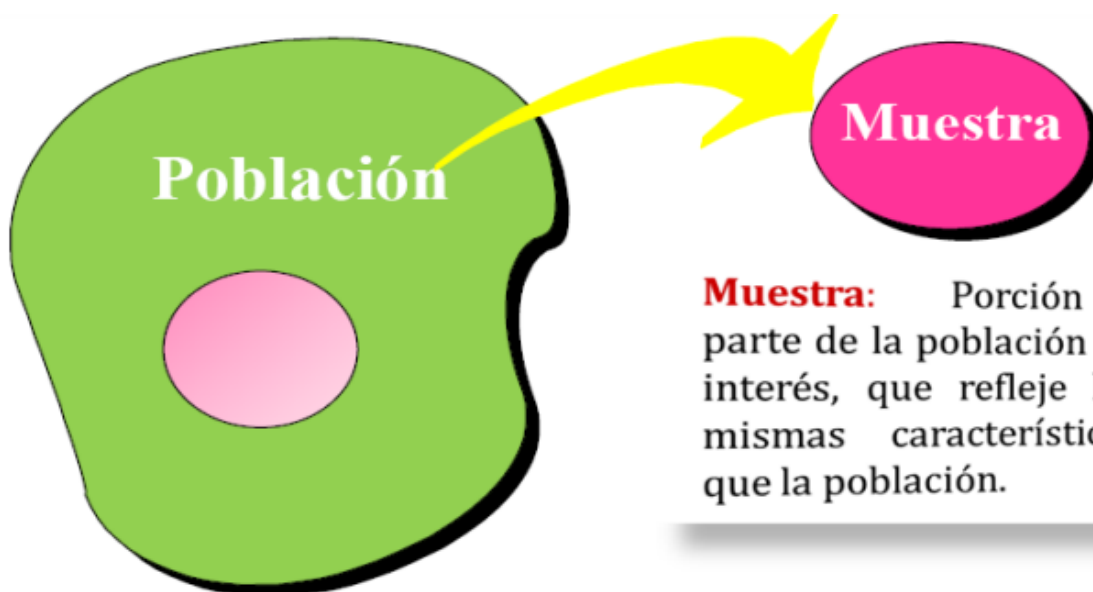 Población
Muestra
Muestra: Porción
parte de la población
interés, que refleje
mismas
que la población.